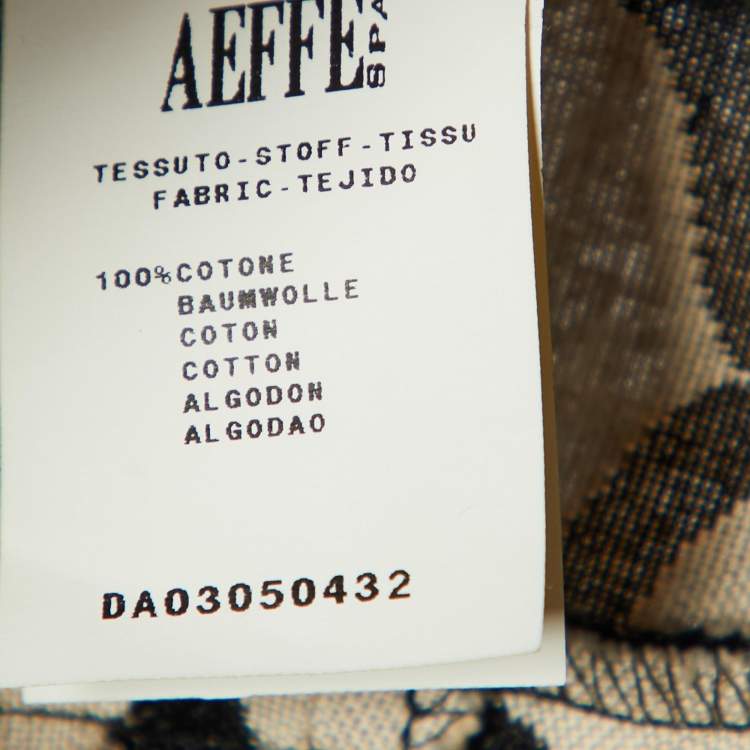 AEFFE SPA
TESSUTO-STOFF-TISSU
FABRIC-TEJIDO
100%COTONE
BAUMWOLLE
COTON
COTTON
ALGODON
ALGODAO
DA03050432